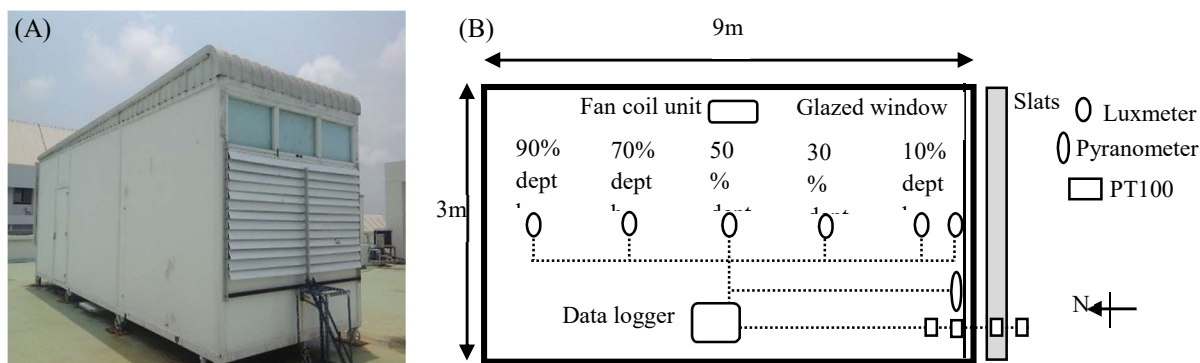 (A)
(B)
9m
Fan coil unit
Glazed window
Slats
Luxmeter
Pyranometer
PT100
90%
dept
70%
dept
50
%
30
%
10%
dept
3m
Data logger
N